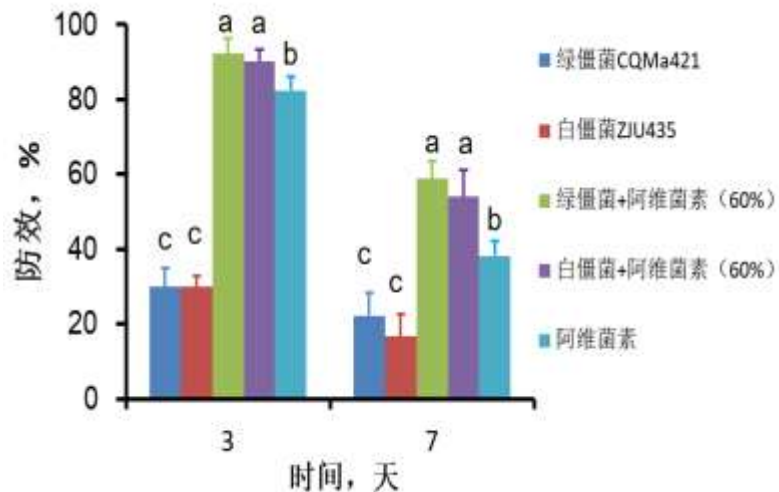 防效，%
100
80
60
40
20
0
a a b
c c
a a
b
c c
3 7
时间，天
绿僵菌CQMa421
白僵菌ZJU435
绿僵菌+阿维菌素（60%）
白僵菌+阿维菌素（60%）
阿维菌素